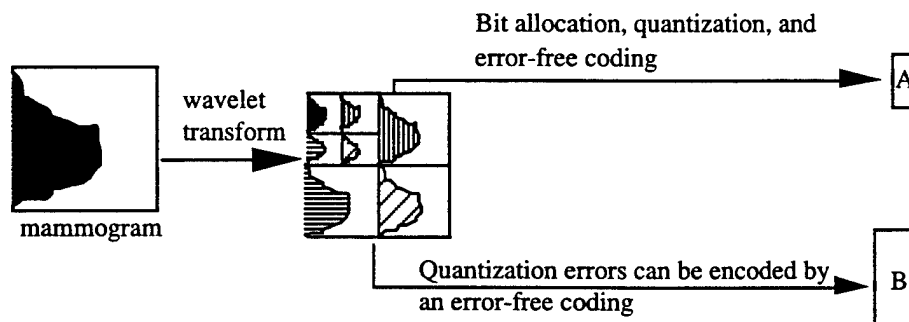 Bit allocation, quantization, and
error-free coding
A
wavelet
transform
mammogram
Quantization errors can be encoded by
an error-free coding
B